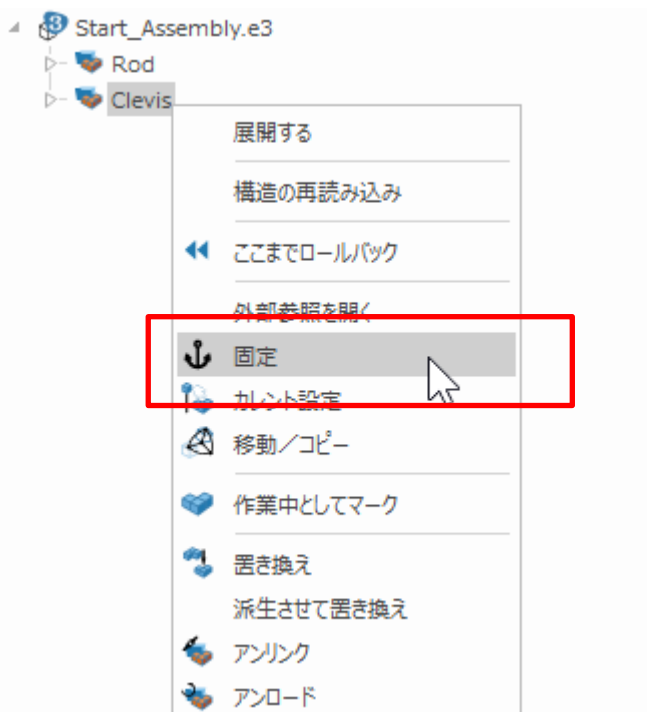 Start_Assembly.e3
Rod
Clevis
展開する
構造の再読み込み
ここまでロールバック
外部参照を開く
固定
カレント設定
移動／コピー
作業中としてマーク
置き換え
派生させて置き換え
アンリンク
アンロード